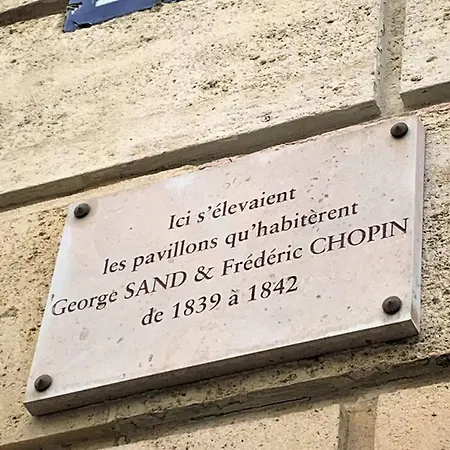 Ici s'élevaient
les pavillons qu'habitèrent
George SAND & Frédéric CHOPIN
de 1839 à 1842